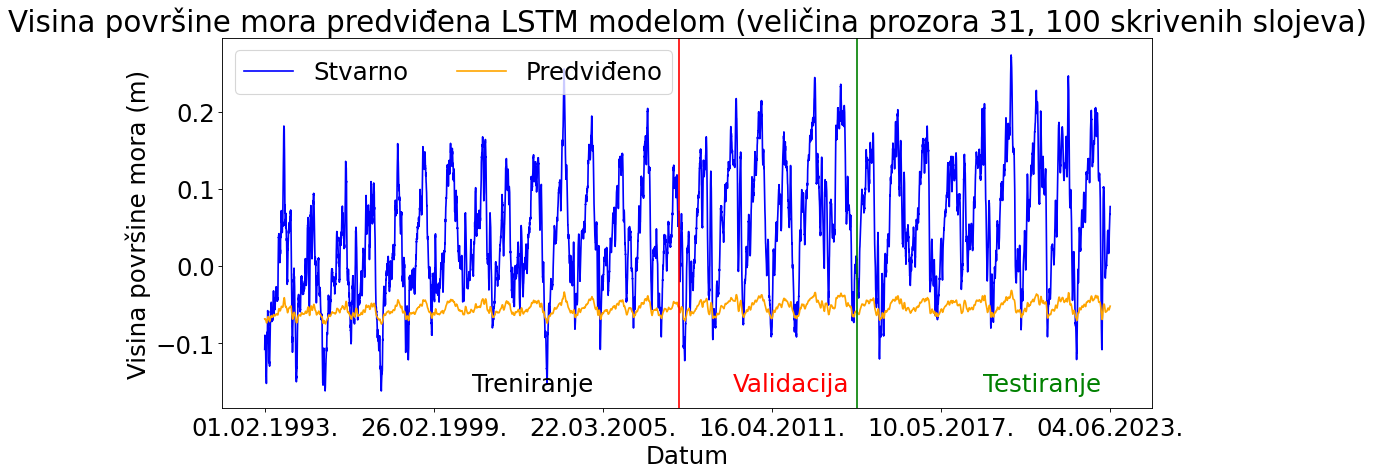 Visina površine mora predviđena LSTM modelom (veličina prozora 31, 100 skrivenih slojeva)
Stvarno Predviđeno
Visina površine mora (m)
0.2
0.1
0.0
−0.1
Treniranje Validacija Testiranje
01.02.1993. 26.02.1999. 22.03.2005. 16.04.2011. 10.05.2017. 04.06.2023.
Datum